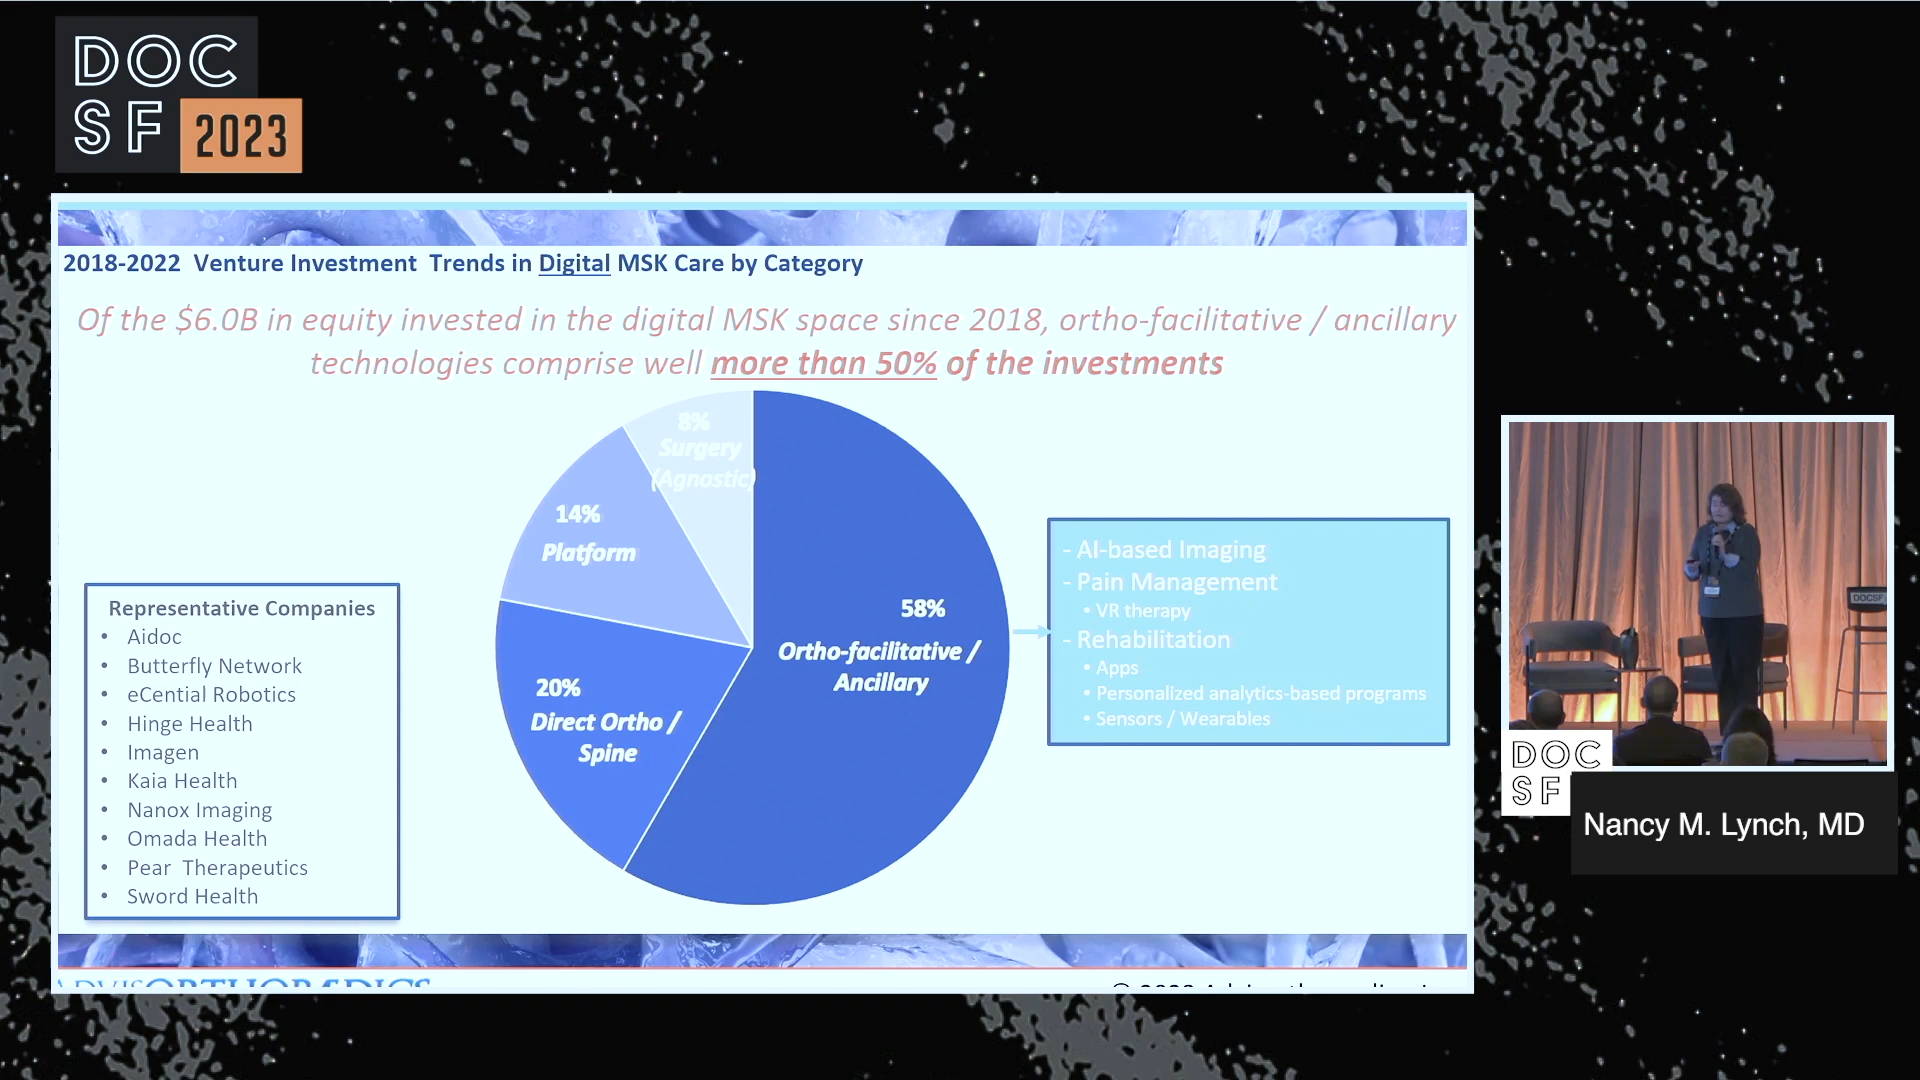 DOC
SF 2023
2018-2022 Venture Investment Trends in Digital MSK Care by Category
Of the $6.0B in equity invested in the digital MSK space since 2018, ortho-facilitative / ancillary
technologies comprise well more than 50% of the investments
8%
Surgery
(Agnostic)
14%
Platform
58%
Ortho-facilitative /
Ancillary
20%
Direct Ortho /
Spine
- AI-based Imaging
- Pain Management
• VR therapy
- Rehabilitation
• Apps
• Personalized analytics-based programs
• Sensors / Wearables
Representative Companies
• Aidoc
• Butterfly Network
• eCential Robotics
• Hinge Health
• Imagen
• Kaia Health
• Nanox Imaging
• Omada Health
• Pear Therapeutics
• Sword Health
DOCSF
DOC
SF
Nancy M. Lynch, MD